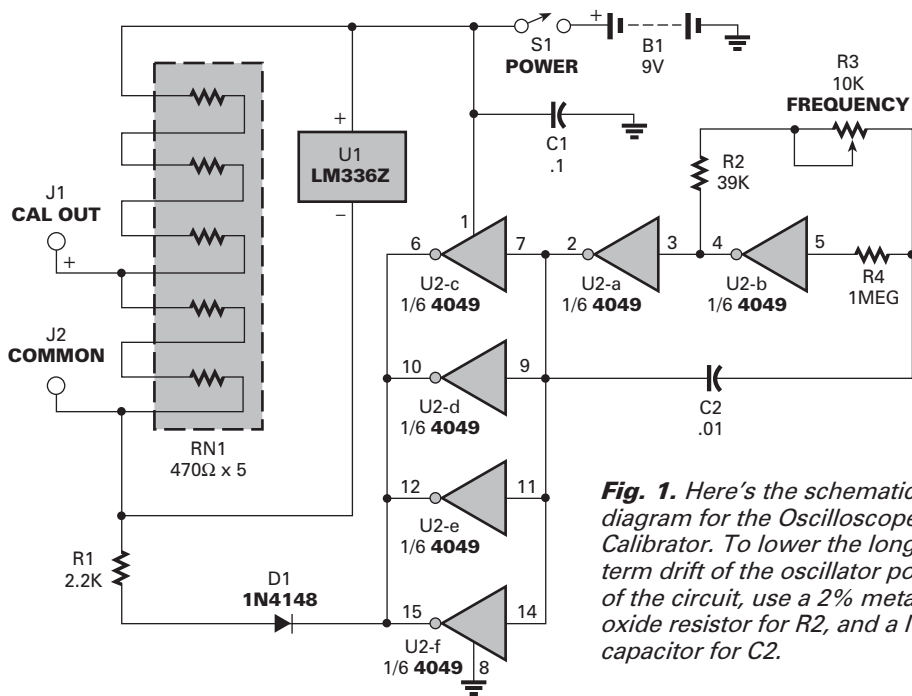 S1
POWER
+
B1
9V
R3
10K
FREQUENCY
+
U1
LM336Z
−
C1
.1
R2
39K
J1
CAL OUT
+
1
6
7
2
3
4
5
U2-c
1/6 4049
U2-a
1/6 4049
U2-b
1/6 4049
R4
1MEG
J2
COMMON
10
9
U2-d
1/6 4049
C2
.01
RN1
470Ω x 5
12
11
U2-e
1/6 4049
R1
2.2K
D1
1N4148
15
14
U2-f
1/6 4049
8
Fig. 1. Here's the schematic
diagram for the Oscilloscope
Calibrator. To lower the long
term drift of the oscillator
of the circuit, use a 2%
oxide resistor for R2, and a
capacitor for C2.